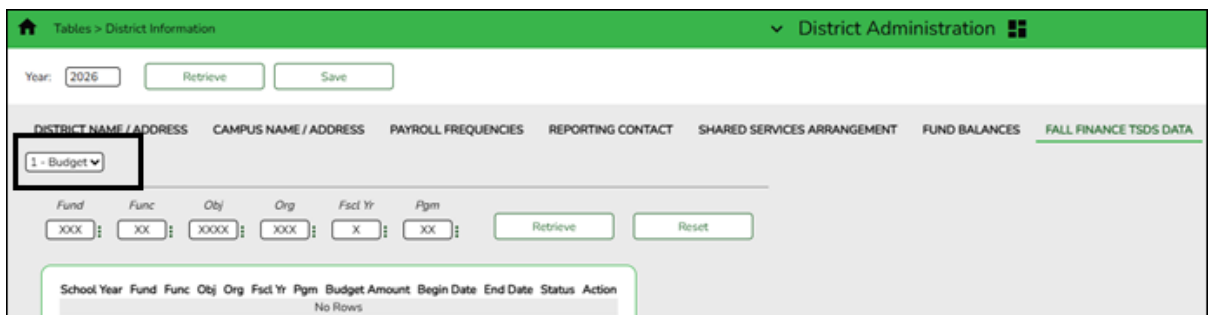 Tables > District Information District Administration
Year: 2026 Retrieve Save
DISTRICT NAME / ADDRESS CAMPUS NAME / ADDRESS PAYROLL FREQUENCIES REPORTING CONTACT SHARED SERVICES ARRANGEMENT FUND BALANCES FALL FINANCE TSDS DATA
1 - Budget
Fund Func Obj Org Fscl Yr Pgm
XXX XX XXXX XXX X XX Retrieve Reset
School Year Fund Func Obj Org Fscl Yr Pgm Budget Amount Begin Date End Date Status Action
No Rows